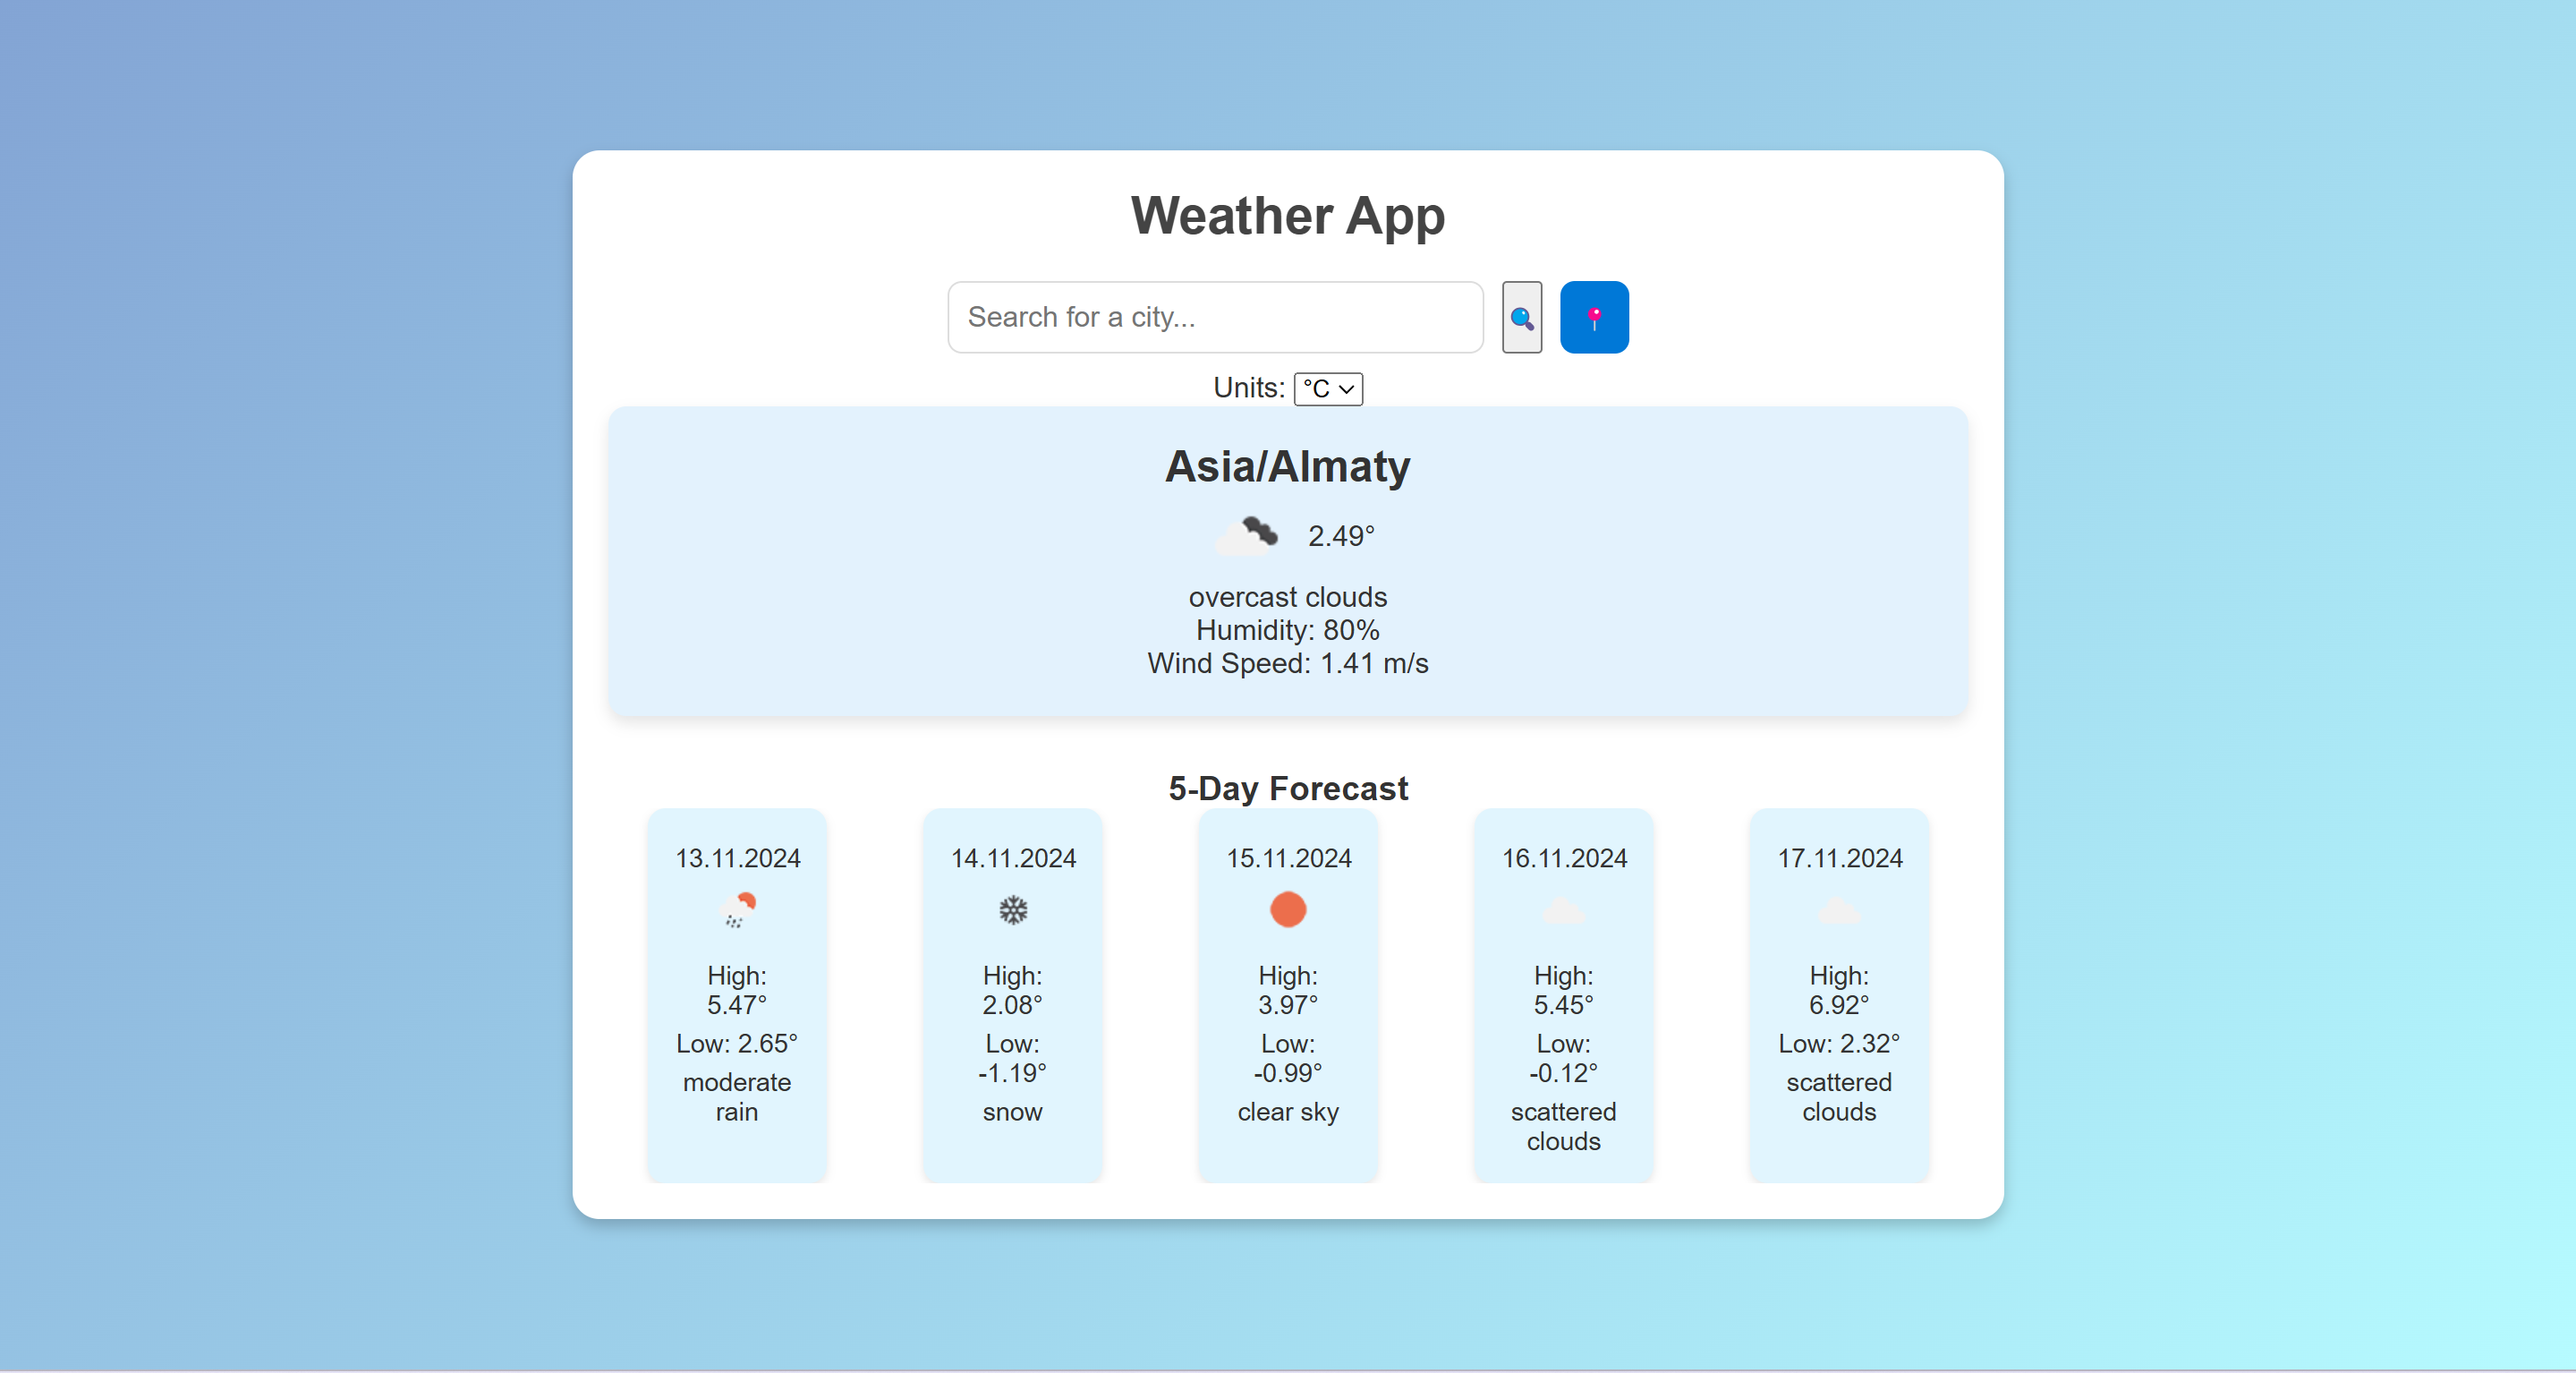 Weather App
Search for a city...
Units: °C
Asia/Almaty
2.49°
overcast clouds
Humidity: 80%
Wind Speed: 1.41 m/s
5-Day Forecast
13.11.2024
High:
5.47°
Low: 2.65°
moderate
rain
14.11.2024
High:
2.08°
Low:
-1.19°
snow
15.11.2024
High:
3.97°
Low:
-0.99°
clear sky
16.11.2024
High:
5.45°
Low:
-0.12°
scattered
clouds
17.11.2024
High:
6.92°
Low: 2.32°
scattered
clouds